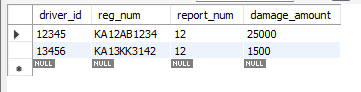 driver_id reg_num report_num damage_amount
12345 KA12AB1234 12 25000
13456 KA13KK3142 12 1500
NULL NULL NULL NULL